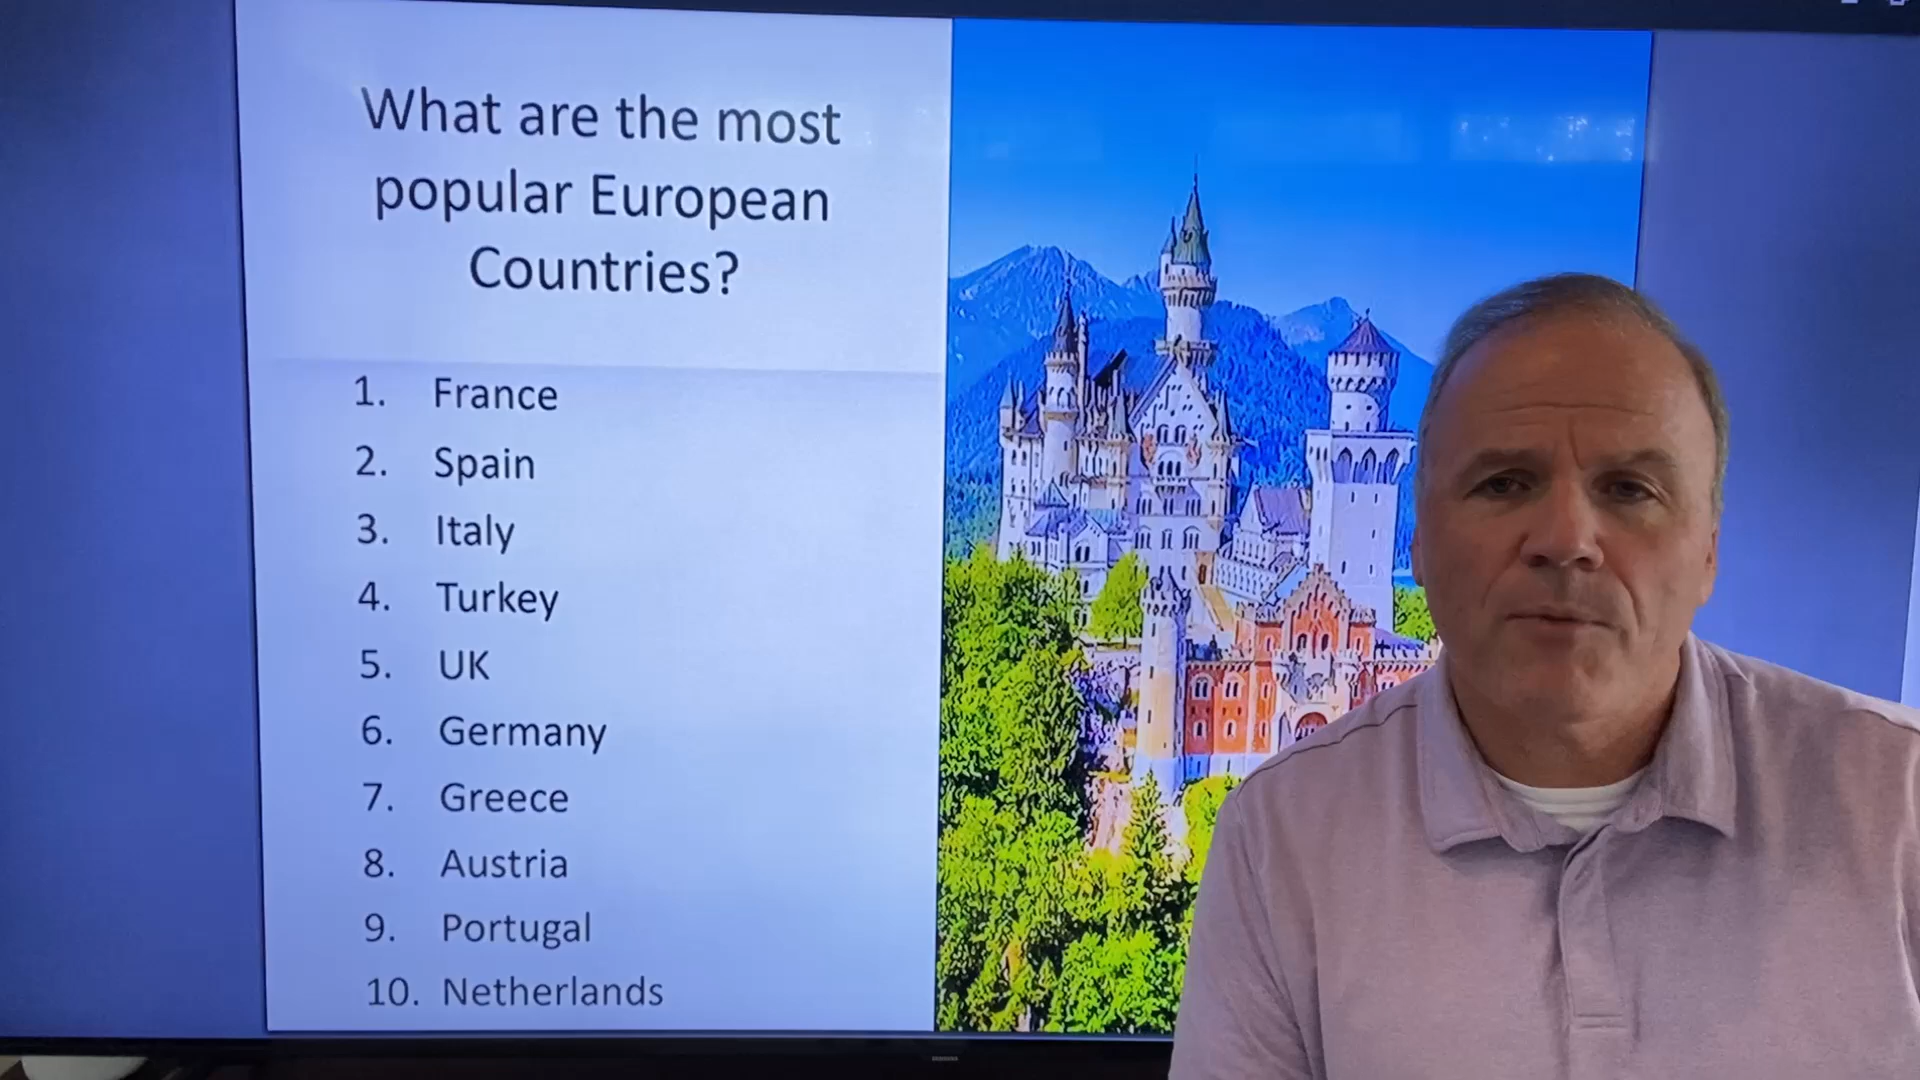 What are the most
popular European
Countries?
1. France
2. Spain
3. Italy
4. Turkey
5. UK
6. Germany
7. Greece
8. Austria
9. Portugal
10. Netherlands
SAMSUNG